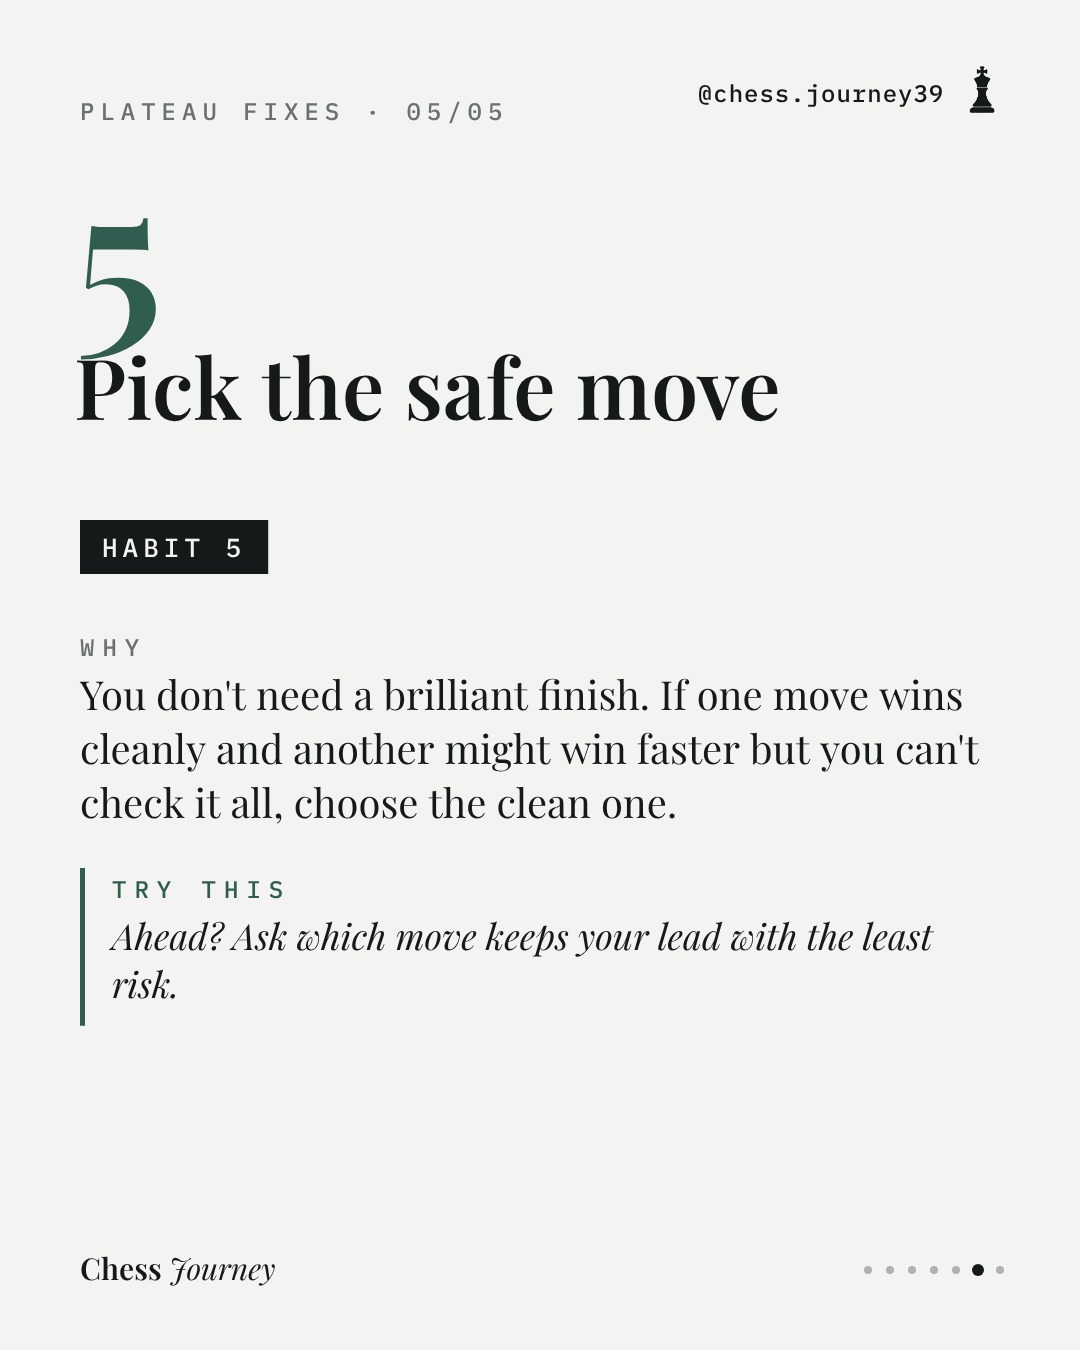 PLATEAU FIXES · 05/05
@chess.journey39
5
Pick the safe move
HABIT 5
WHY
You don't need a brilliant finish. If one move wins
cleanly and another might win faster but you can't
check it all, choose the clean one.
TRY THIS
Ahead? Ask which move keeps your lead with the least
risk.
Chess Journey